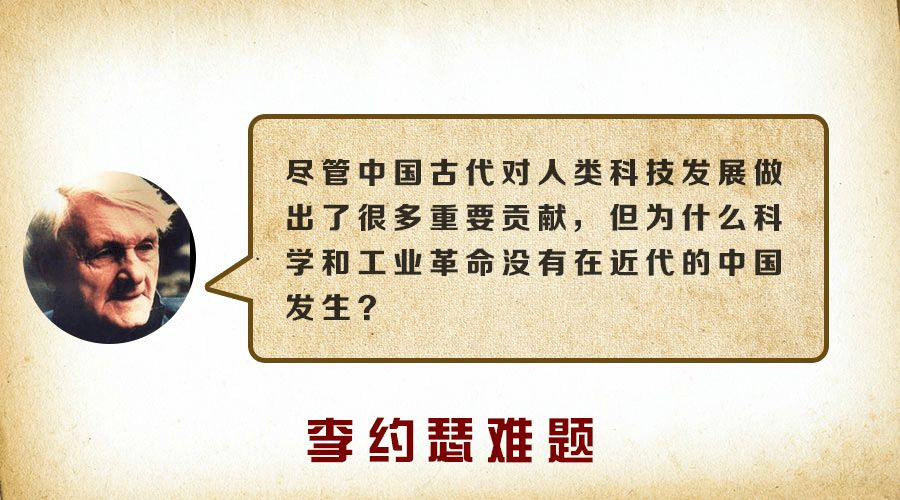 尽管中国古代对人类科技发展做
出了很多重要贡献，但为什么科
学和工业革命没有在近代的中国
发生？
李约瑟难题